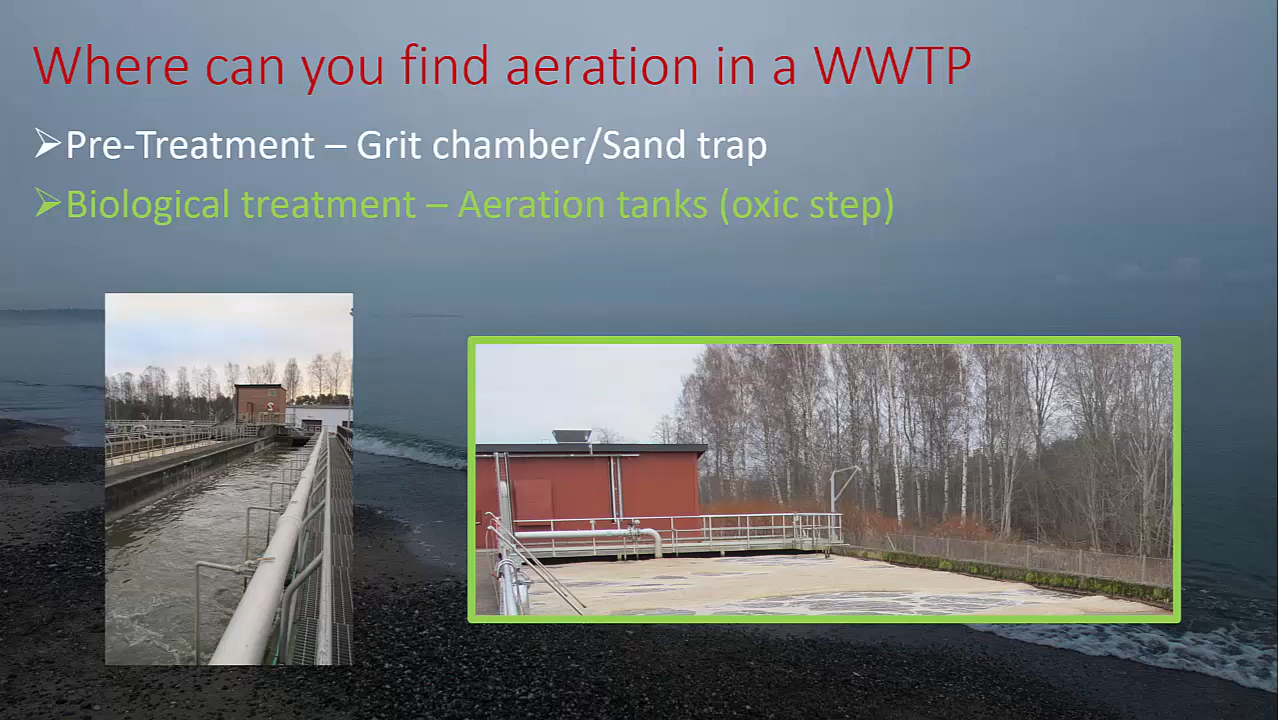 Where can you find aeration in a WWTP
➢Pre-Treatment – Grit chamber/Sand trap
➢Biological treatment – Aeration tanks (oxic step)